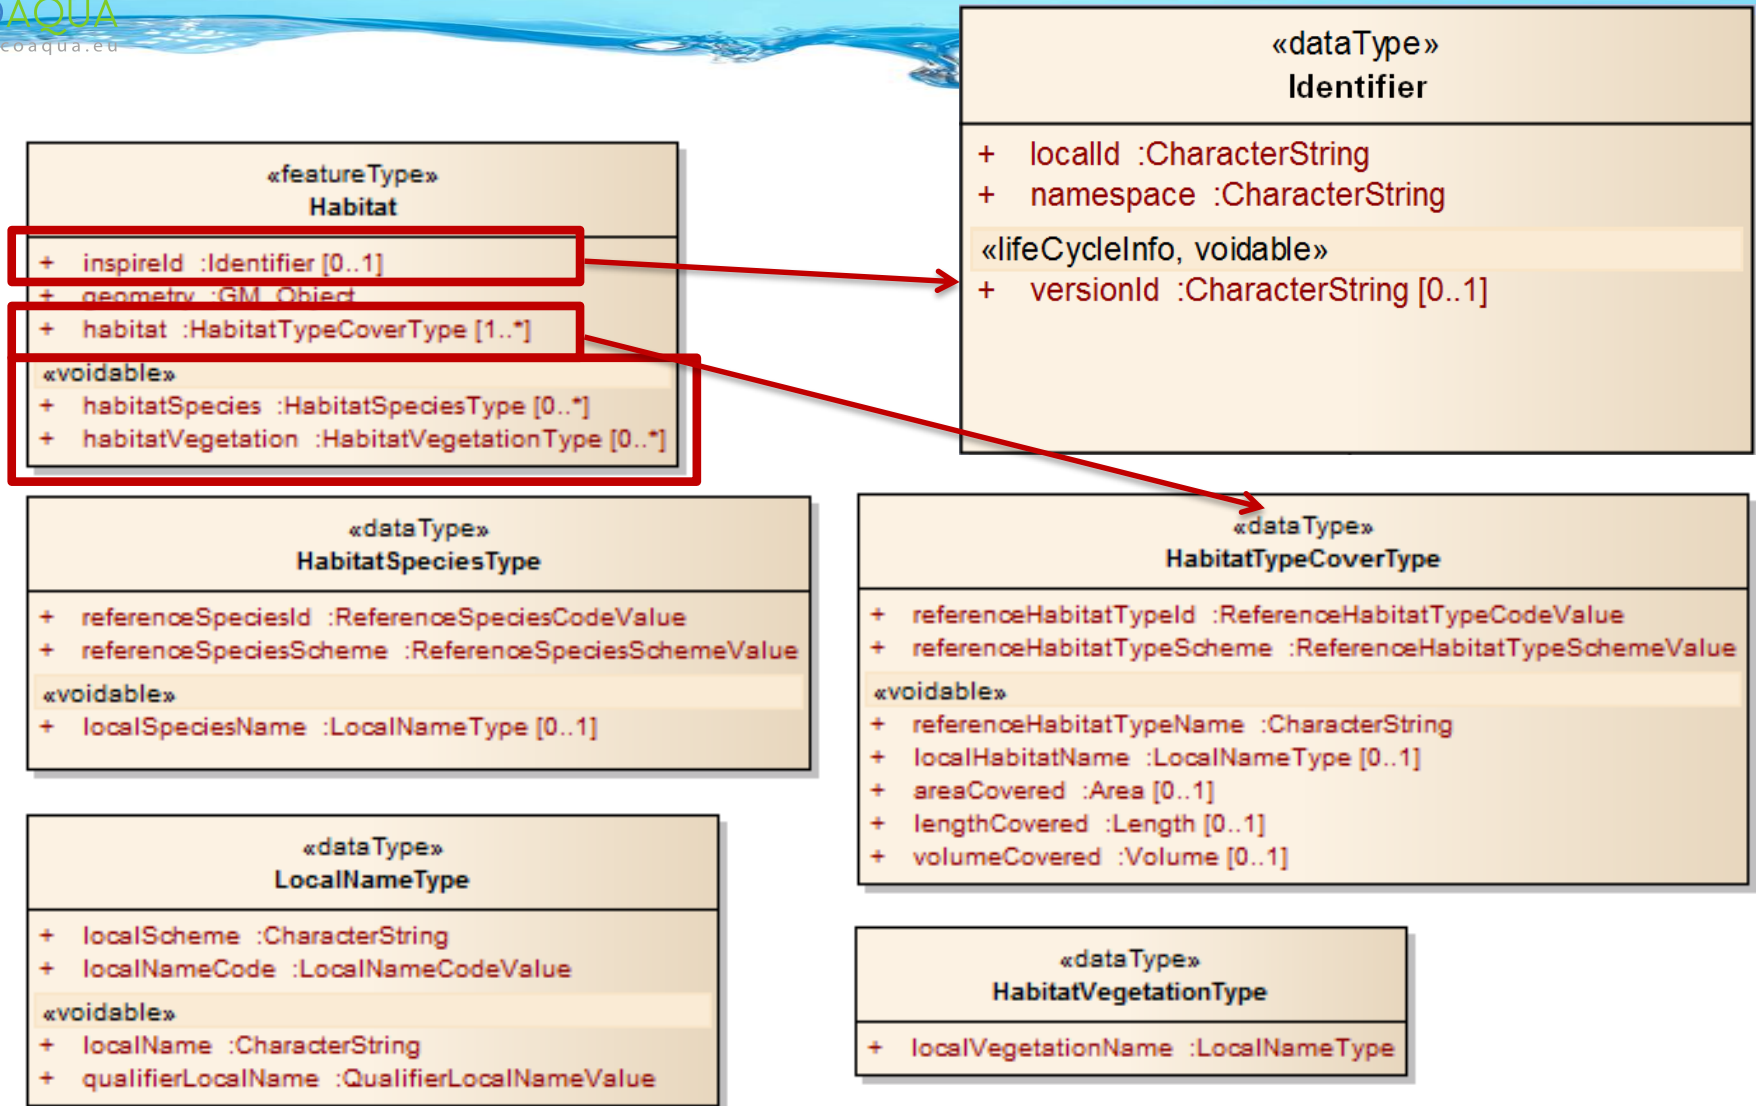 AQUA
coaqua.eu
«dataType»
Identifier
+ localId :CharacterString
+ namespace :CharacterString
«lifeCycleInfo, voidable»
+ versionId :CharacterString [0..1]
«featureType»
Habitat
+ inspireId :Identifier [0..1]
+ geometry :GM_Object
+ habitat :HabitatTypeCoverType [1..*]
«voidable»
+ habitatSpecies :HabitatSpeciesType [0..*]
+ habitatVegetation :HabitatVegetationType [0..*]
«dataType»
HabitatSpeciesType
+ referenceSpeciesId :ReferenceSpeciesCodeValue
+ referenceSpeciesScheme :ReferenceSpeciesSchemeValue
«voidable»
+ localSpeciesName :LocalNameType [0..1]
«dataType»
HabitatTypeCoverType
+ referenceHabitatTypeId :ReferenceHabitatTypeCodeValue
+ referenceHabitatTypeScheme :ReferenceHabitatTypeSchemeValue
«voidable»
+ referenceHabitatTypeName :CharacterString
+ localHabitatName :LocalNameType [0..1]
+ areaCovered :Area [0..1]
+ lengthCovered :Length [0..1]
+ volumeCovered :Volume [0..1]
«dataType»
LocalNameType
+ localScheme :CharacterString
+ localNameCode :LocalNameCodeValue
«voidable»
+ localName :CharacterString
+ qualifierLocalName :QualifierLocalNameValue
«dataType»
HabitatVegetationType
+ localVegetationName :LocalNameType